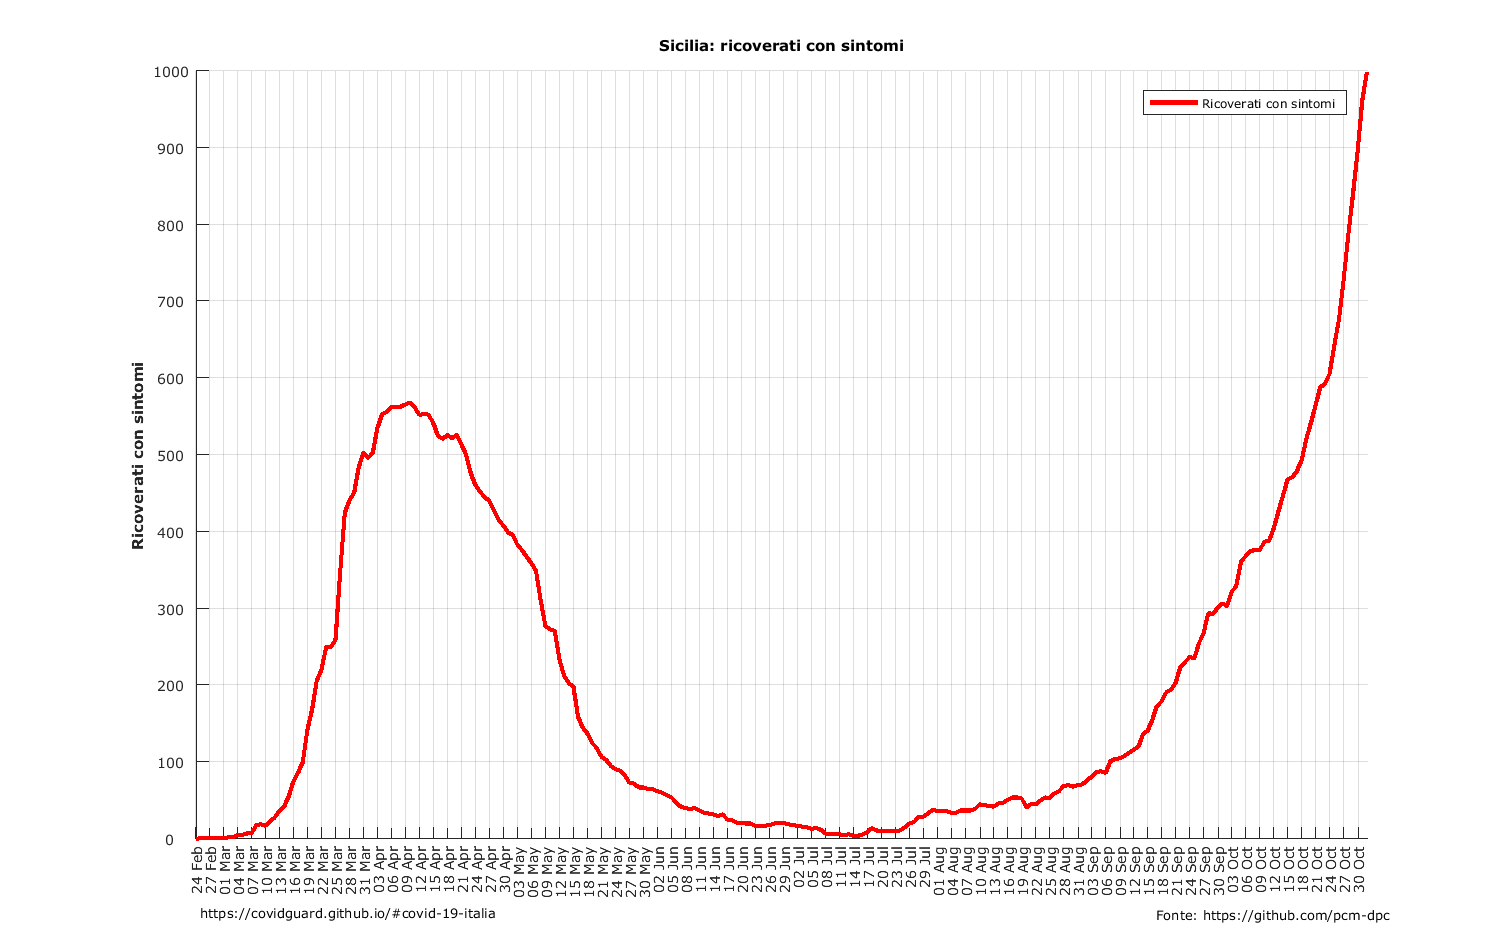 Sicilia: ricoverati con sintomi
Ricoverati con sintomi
1000
900
800
700
600
500
400
300
200
100
0
Ricoverati con sintomi
24 Feb
27 Feb
01 Mar
04 Mar
07 Mar
10 Mar
13 Mar
16 Mar
19 Mar
22 Mar
25 Mar
28 Mar
31 Mar
03 Apr
06 Apr
09 Apr
12 Apr
15 Apr
18 Apr
21 Apr
24 Apr
27 Apr
30 Apr
03 May
06 May
09 May
12 May
15 May
18 May
21 May
24 May
27 May
30 May
02 Jun
05 Jun
08 Jun
11 Jun
14 Jun
17 Jun
20 Jun
23 Jun
26 Jun
29 Jun
02 Jul
05 Jul
08 Jul
11 Jul
14 Jul
17 Jul
20 Jul
23 Jul
26 Jul
29 Jul
01 Aug
04 Aug
07 Aug
10 Aug
13 Aug
16 Aug
19 Aug
22 Aug
25 Aug
28 Aug
31 Aug
03 Sep
06 Sep
09 Sep
12 Sep
15 Sep
18 Sep
21 Sep
24 Sep
27 Sep
30 Sep
03 Oct
06 Oct
09 Oct
12 Oct
15 Oct
18 Oct
21 Oct
24 Oct
27 Oct
30 Oct
https://covidguard.github.io/#covid-19-italia
Fonte: https://github.com/pcm-dpc